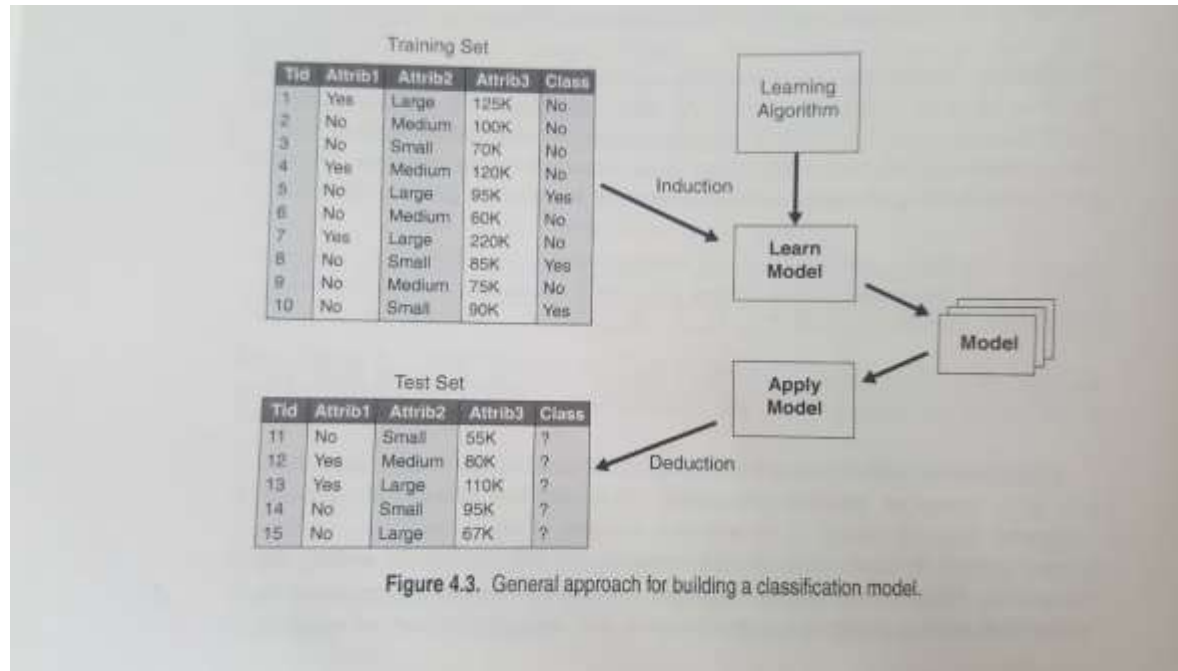 Training Set
Tid Attrib1 Attrib2 Attrib3 Class
1 Yes Large 125K No
2 No Medium 100K No
3 No Small 70K No
4 Yes Medium 120K No
5 No Large 95K Yes
6 No Medium 60K No
7 Yes Large 220K No
8 No Small 85K Yes
9 No Medium 75K No
10 No Small 90K Yes
Learning
Algorithm
Induction
Learn
Model
Model
Apply
Model
Deduction
Test Set
Tid Attrib1 Attrib2 Attrib3 Class
11 No Small 55K ?
12 Yes Medium 80K ?
13 Yes Large 110K ?
14 No Small 95K ?
15 No Large 67K ?
Figure 4.3. General approach for building a classification model.